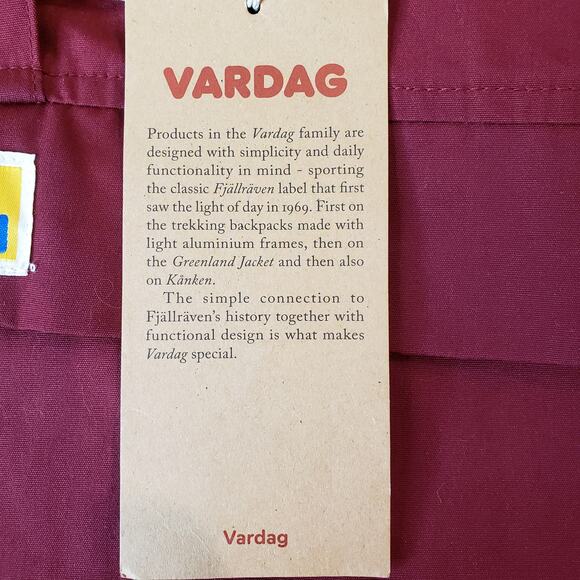 VARDAG
Products in the Vardag family are
designed with simplicity and daily
functionality in mind - sporting
the classic Fjällräven label that first
saw the light of day in 1969. First on
the trekking backpacks made with
light aluminium frames, then on
the Greenland Jacket and then also
on Kånken.
The simple connection to
Fjällräven's history together with
functional design is what makes
Vardag special.
Vardag